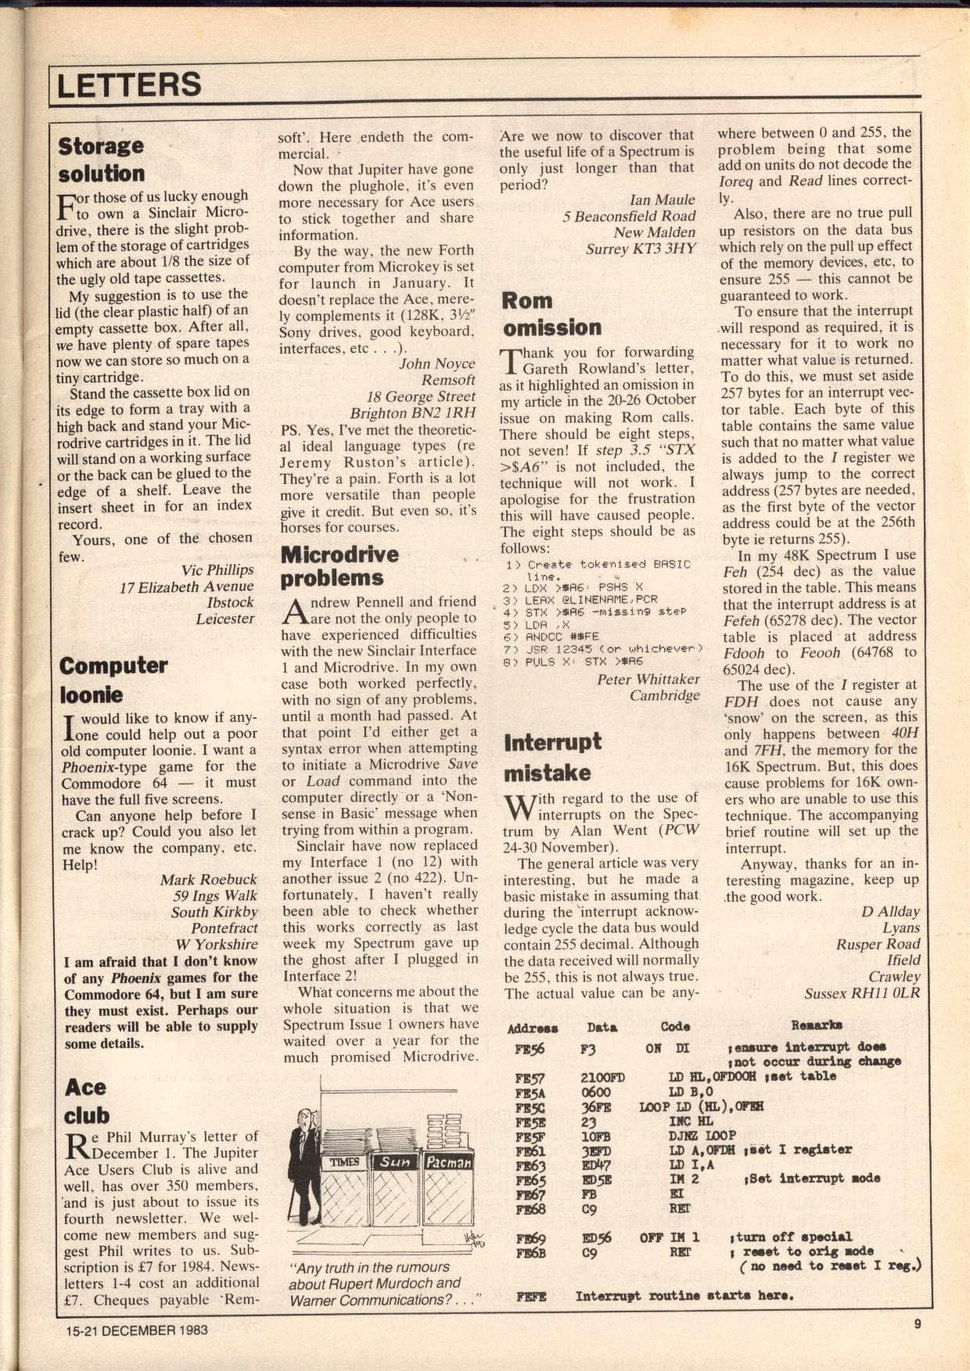 LETTERS
Storage
solution
For those of us lucky enough
to own a Sinclair Micro-
drive, there is the slight prob-
lem of the storage of cartridges
which are about 1/8 the size of
the ugly old tape cassettes.
My suggestion is to use the
lid (the clear plastic half) of an
empty cassette box. After all,
we have plenty of spare tapes
now we can store so much on a
tiny cartridge.
Stand the cassette box lid on
its edge to form a tray with a
high back and stand your Mic-
rodrive cartridges in it. The lid
will stand on a working surface
or the back can be glued to the
edge of a shelf. Leave the
insert sheet in for an index
record.
Yours, one of the chosen
few.
Vic Phillips
17 Elizabeth Avenue
Ibstock
Leicester
Computer
loonie
I would like to know if any-
one could help out a poor
old computer loonie. I want a
Phoenix-type game for the
Commodore 64 — it must
have the full five screens.
Can anyone help before I
crack up? Could you also let
me know the company, etc.
Help!
Mark Roebuck
59 Ings Walk
South Kirkby
Pontefract
W Yorkshire
I am afraid that I don't know
of any Phoenix games for the
Commodore 64, but I am sure
they must exist. Perhaps our
readers will be able to supply
some details.
Ace
club
Re Phil Murray's letter of
December 1. The Jupiter
Ace Users Club is alive and
well, has over 350 members,
and is just about to issue its
fourth newsletter. We wel-
come new members and sug-
gest Phil writes to us. Sub-
scription is £7 for 1984. News-
letters 1-4 cost an additional
£7. Cheques payable 'Rem-
soft'. Here endeth the com-
mercial.
Now that Jupiter have gone
down the plughole, it's even
more necessary for Ace users
to stick together and share
information.
By the way, the new Forth
computer from Microkey is set
for launch in January. It
doesn't replace the Ace, mere-
ly complements it (128K, 3½″
Sony drives, good keyboard,
interfaces, etc . . .).
John Noyce
Remsoft
18 George Street
Brighton BN2 1RH
PS. Yes, I've met the theoretic-
al ideal language types (re
Jeremy Ruston's article).
They're a pain. Forth is a lot
more versatile than people
give it credit. But even so, it's
horses for courses.
Microdrive
problems
Andrew Pennell and friend
are not the only people to
have experienced difficulties
with the new Sinclair Interface
1 and Microdrive. In my own
case both worked perfectly,
with no sign of any problems,
until a month had passed. At
that point I'd either get a
syntax error when attempting
to initiate a Microdrive Save
or Load command into the
computer directly or a 'Non-
sense in Basic' message when
trying from within a program.
Sinclair have now replaced
my Interface 1 (no 12) with
another issue 2 (no 422). Un-
fortunately, I haven't really
been able to check whether
this works correctly as last
week my Spectrum gave up
the ghost after I plugged in
Interface 2!
What concerns me about the
whole situation is that we
Spectrum Issue 1 owners have
waited over a year for the
much promised Microdrive.
TIMES
Sun
Pacman
"Any truth in the rumours
about Rupert Murdoch and
Warner Communications? . . ."
Are we now to discover that
the useful life of a Spectrum is
only just longer than that
period?
Ian Maule
5 Beaconsfield Road
New Malden
Surrey KT3 3HY
Rom
omission
Thank you for forwarding
Gareth Rowland's letter,
as it highlighted an omission in
my article in the 20-26 October
issue on making Rom calls.
There should be eight steps,
not seven! If step 3.5 "STX
>$A6" is not included, the
technique will not work. I
apologise for the frustration
this will have caused people.
The eight steps should be as
follows:
1) Create tokenised BASIC
line.
2) LDX >$A6: PSHS X
3) LEAX @LINENAME,PCR
4) STX >$A6 -missing step
5) LDA ,X
6) ANDCC #$FE
7) JSR 12345 (or whichever)
8) PULS X: STX >$A6
Peter Whittaker
Cambridge
Interrupt
mistake
With regard to the use of
interrupts on the Spec-
trum by Alan Went (PCW
24-30 November).
The general article was very
interesting, but he made a
basic mistake in assuming that
during the interrupt acknow-
ledge cycle the data bus would
contain 255 decimal. Although
the data received will normally
be 255, this is not always true.
The actual value can be any-
where between 0 and 255, the
problem being that some
add on units do not decode the
Ioreq and Read lines correct-
ly.
Also, there are no true pull
up resistors on the data bus
which rely on the pull up effect
of the memory devices, etc, to
ensure 255 — this cannot be
guaranteed to work.
To ensure that the interrupt
will respond as required, it is
necessary for it to work no
matter what value is returned.
To do this, we must set aside
257 bytes for an interrupt vec-
tor table. Each byte of this
table contains the same value
such that no matter what value
is added to the I register we
always jump to the correct
address (257 bytes are needed,
as the first byte of the vector
address could be at the 256th
byte ie returns 255).
In my 48K Spectrum I use
Feh (254 dec) as the value
stored in the table. This means
that the interrupt address is at
Fefeh (65278 dec). The vector
table is placed at address
Fdooh to Feooh (64768 to
65024 dec).
The use of the I register at
FDH does not cause any
'snow' on the screen, as this
only happens between 40H
and 7FH, the memory for the
16K Spectrum. But, this does
cause problems for 16K own-
ers who are unable to use this
technique. The accompanying
brief routine will set up the
interrupt.
Anyway, thanks for an in-
teresting magazine, keep up
the good work.
D Allday
Lyans
Rusper Road
Ifield
Crawley
Sussex RH11 0LR
Address Data Code Remarks
FE56 F3 ON DI ;ensure interrupt does
;not occur during change
FE57 2100FD LD HL,OFDOOH ;set table
FE5A 0600 LD B,0
FE5C 36FE LOOP LD (HL),OFEH
FE5E 23 INC HL
FE5F 10FB DJNZ LOOP
FE61 3EFD LD A,OFDH ;set I register
FE63 ED47 LD I,A
FE65 ED5E IM 2 ;Set interrupt mode
FE67 FB EI
FE68 C9 RET
FE69 ED56 OFF IM 1 ;turn off special
FE6B C9 RET ; reset to orig mode
(no need to reset I reg.)
FEFE Interrupt routine starts here.
15-21 DECEMBER 1983
9